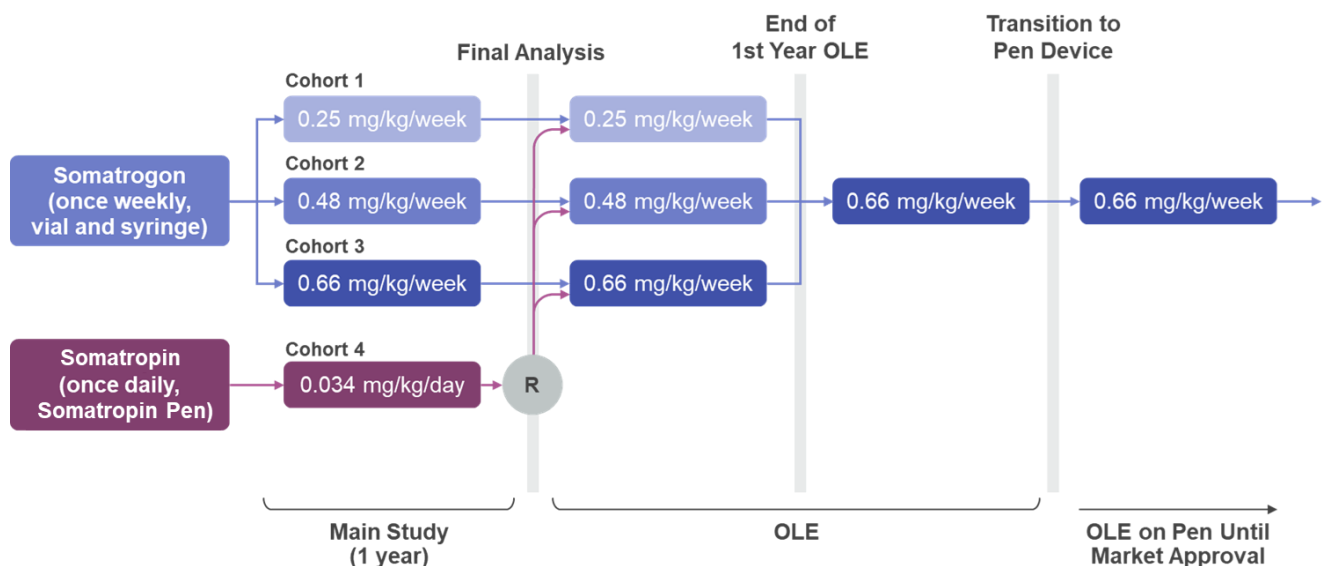 Final Analysis
End of
1st Year OLE
Transition to
Pen Device
Cohort 1
0.25 mg/kg/week
0.25 mg/kg/week
Somatrogon
(once weekly,
vial and syringe)
Cohort 2
0.48 mg/kg/week
0.48 mg/kg/week
0.66 mg/kg/week
0.66 mg/kg/week
Cohort 3
0.66 mg/kg/week
0.66 mg/kg/week
Somatropin
(once daily,
Somatropin Pen)
Cohort 4
0.034 mg/kg/day
R
Main Study
(1 year)
OLE
OLE on Pen Until
Market Approval